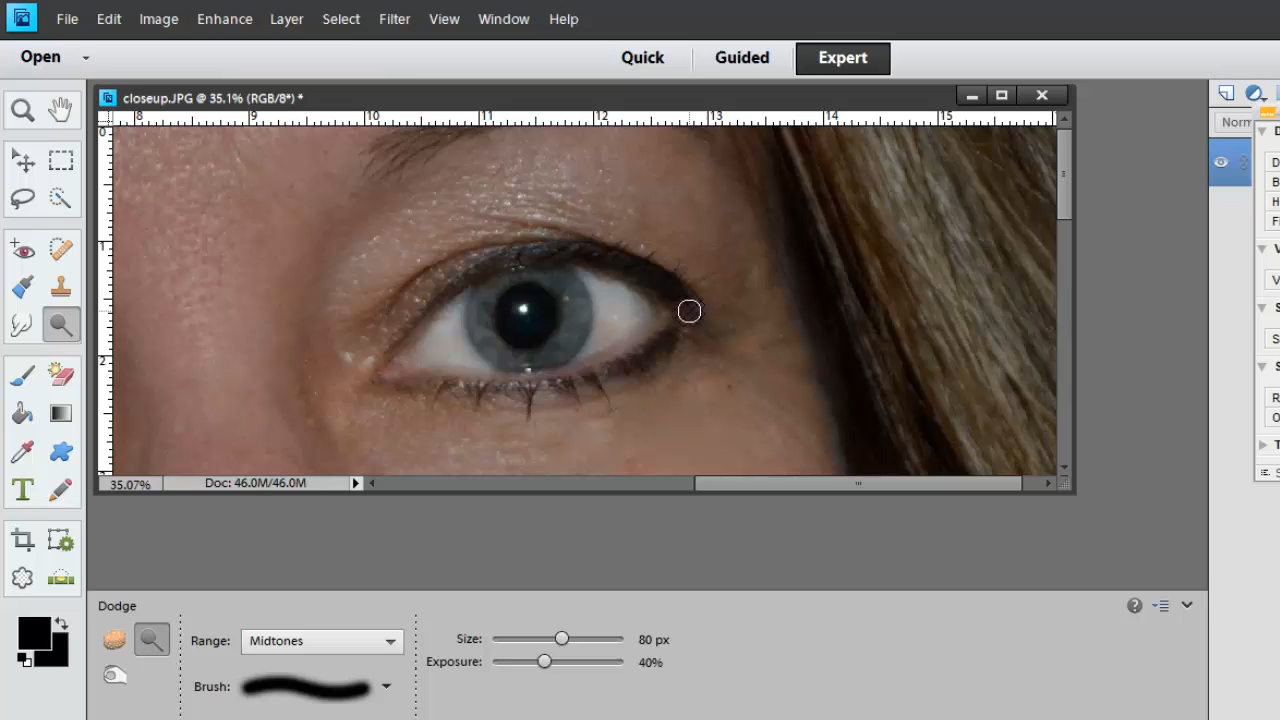 File Edit Image Enhance Layer Select Filter View Window Help
Open Quick Guided Expert
closeup.JPG @ 35.1% (RGB/8*) *
8 9 10 11 12 13 14 15
0
1
2
Norm
D
B
H
F
V
V
S
S
S
R
O
T
S
35.07% Doc: 46.0M/46.0M
Dodge
Range: Midtones
Size: 80 px
Exposure: 40%
Brush: